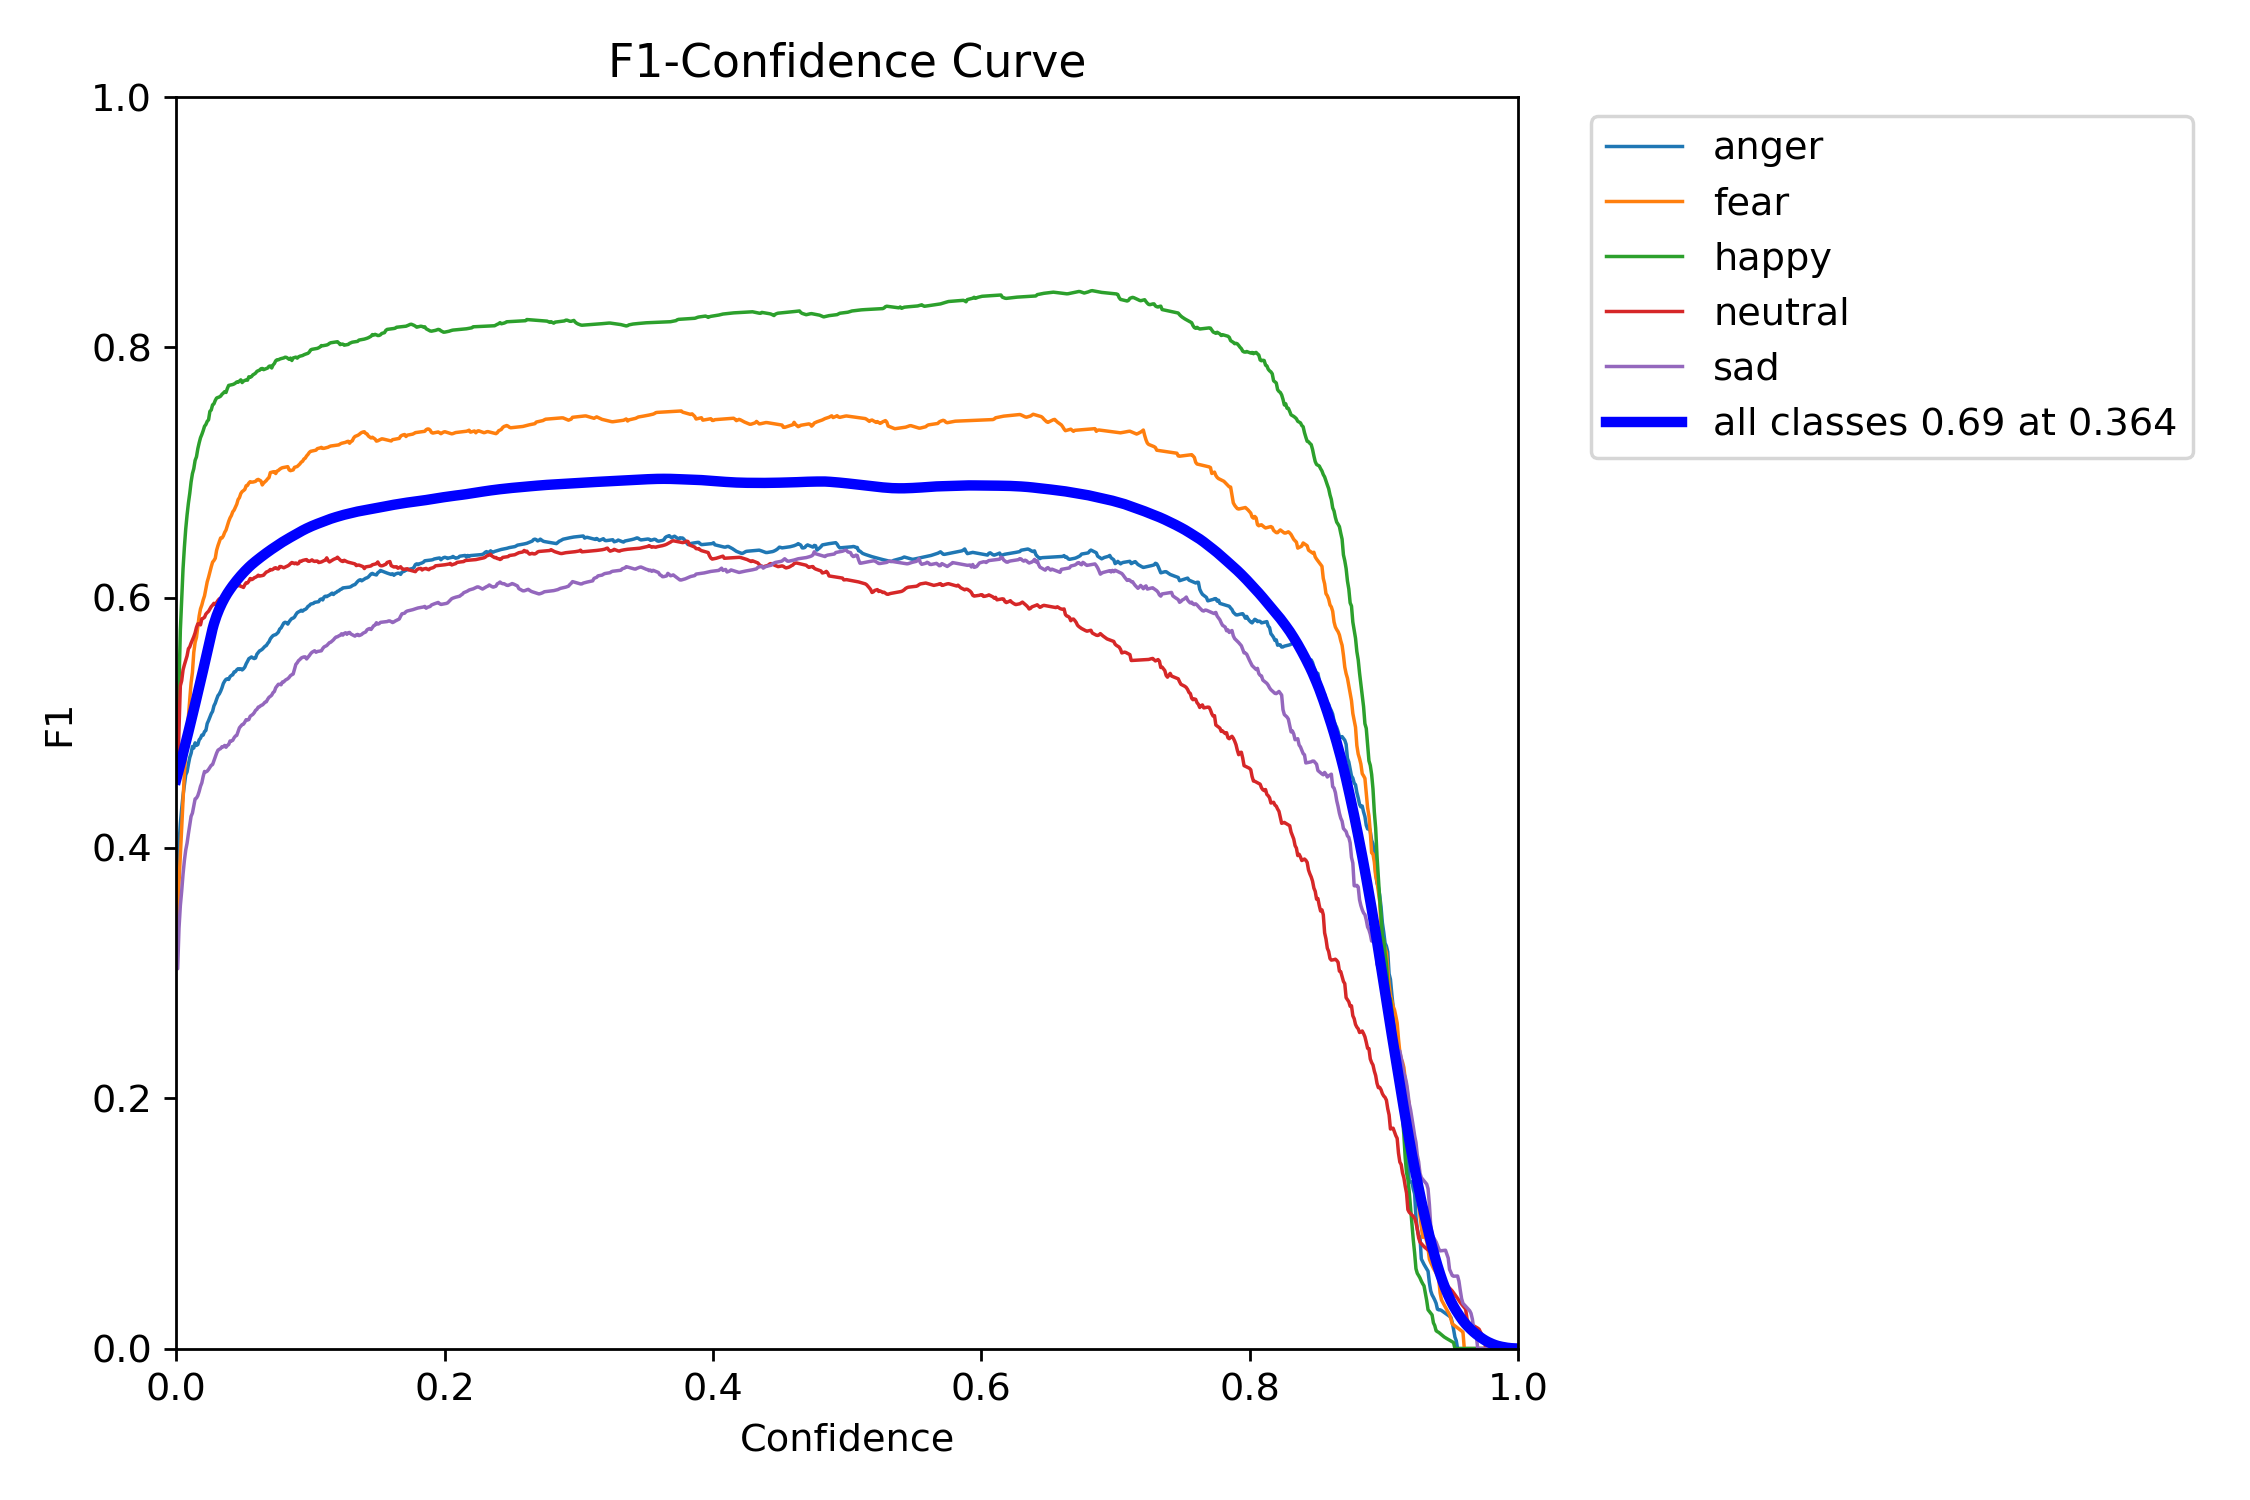 F1-Confidence Curve
1.0
0.8
0.6
0.4
0.2
0.0
F1
0.0 0.2 0.4 0.6 0.8 1.0
Confidence
anger
fear
happy
neutral
sad
all classes 0.69 at 0.364